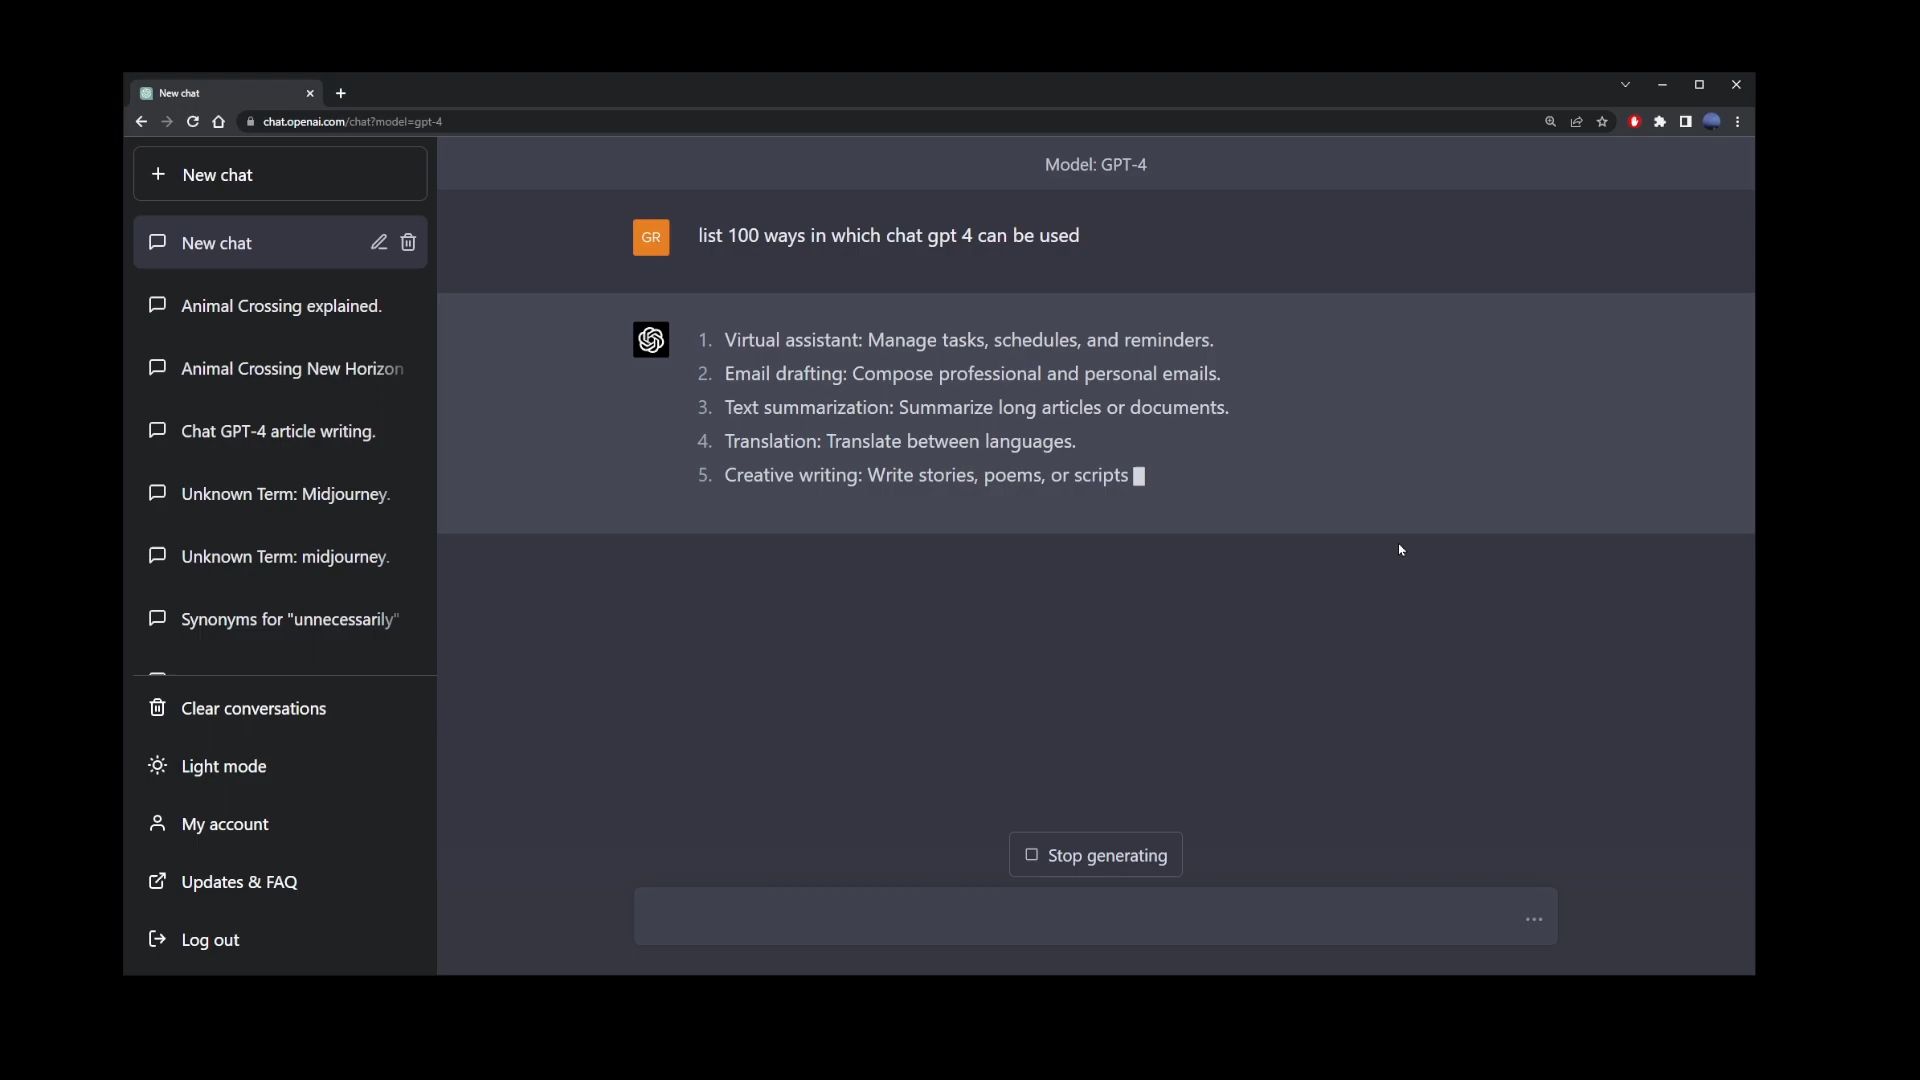 New chat
chat.openai.com/chat?model=gpt-4
New chat
Model: GPT-4
New chat
GR
list 100 ways in which chat gpt 4 can be used
Animal Crossing explained.
Animal Crossing New Horizon
1. Virtual assistant: Manage tasks, schedules, and reminders.
2. Email drafting: Compose professional and personal emails.
3. Text summarization: Summarize long articles or documents.
4. Translation: Translate between languages.
5. Creative writing: Write stories, poems, or scripts
Chat GPT-4 article writing.
Unknown Term: Midjourney.
Unknown Term: midjourney.
Synonyms for "unnecessarily"
Clear conversations
Light mode
My account
Updates & FAQ
Log out
Stop generating